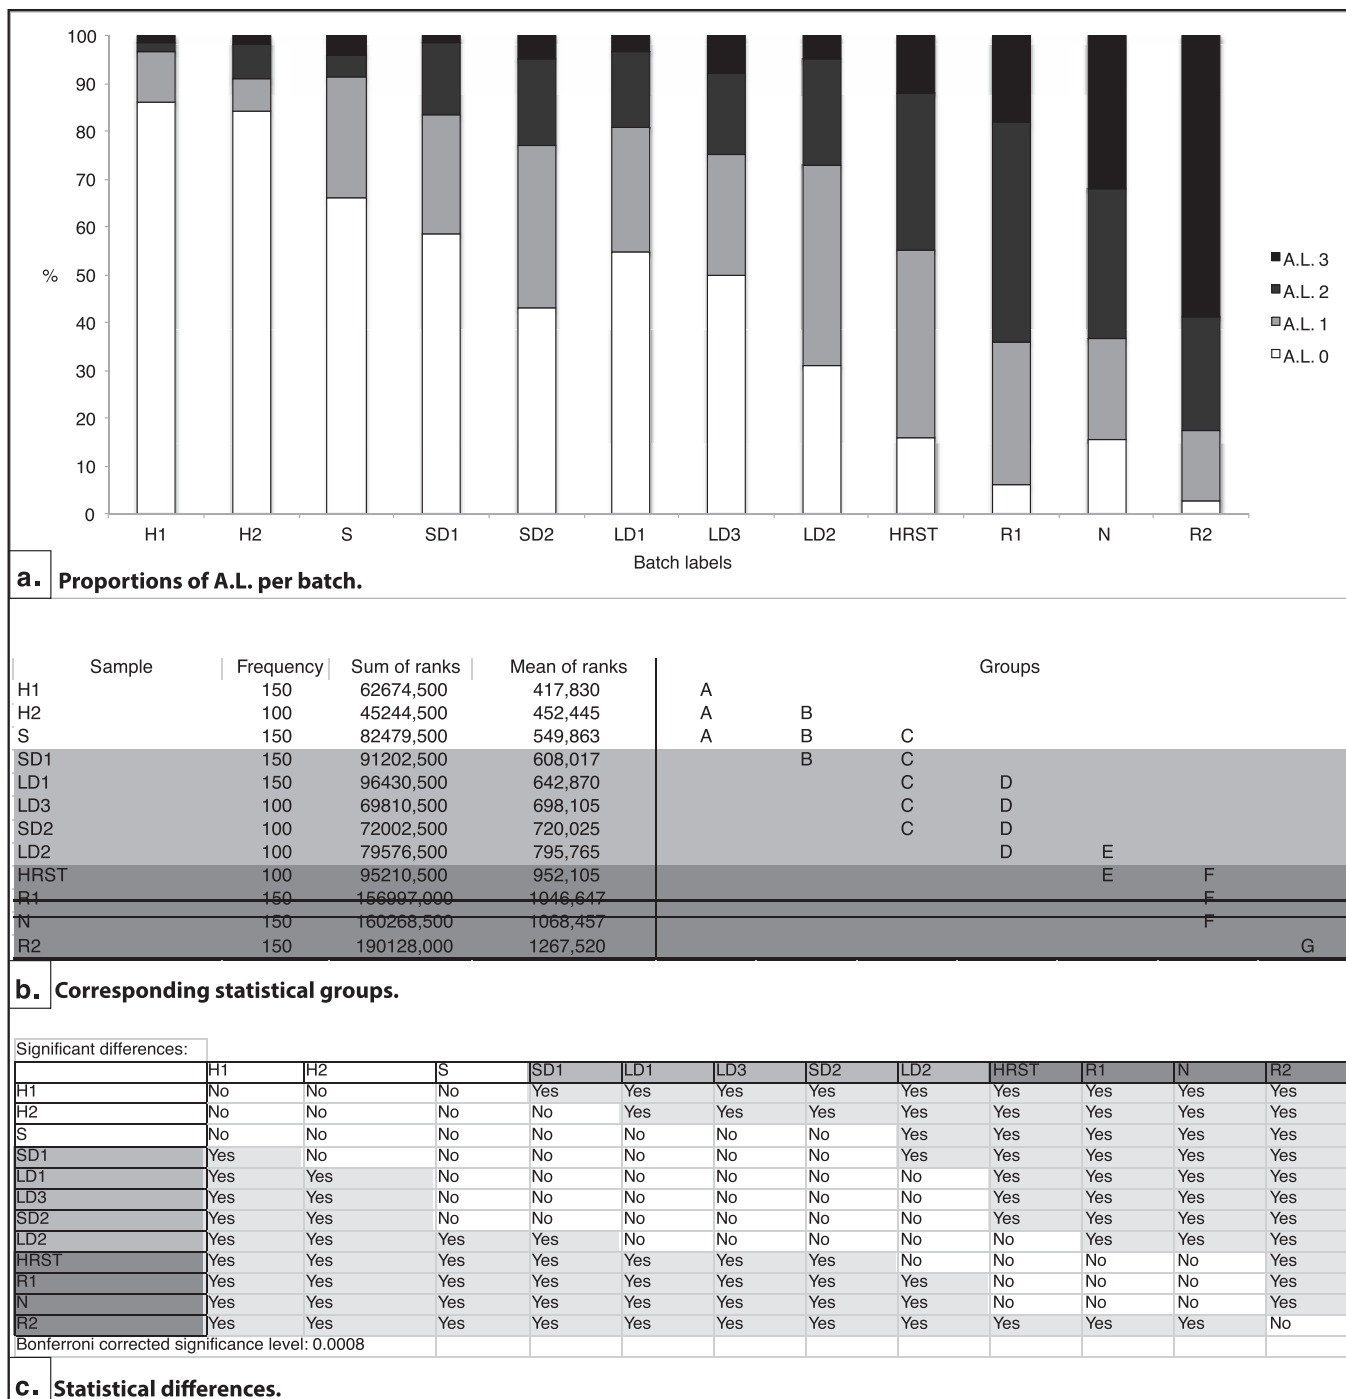 100
90
80
70
60
50
%
40
30
20
10
0
A.L. 3
A.L. 2
A.L. 1
A.L. 0
H1 H2 S SD1 SD2 LD1 LD3 LD2 HRST R1 N R2
Batch labels
a. Proportions of A.L. per batch.
Sample Frequency Sum of ranks Mean of ranks Groups
H1 150 62674,500 417,830 A
H2 100 45244,500 452,445 A B
S 150 82479,500 549,863 A B C
SD1 150 91202,500 608,017 B C
LD1 150 96430,500 642,870 C D
LD3 100 69810,500 698,105 C D
SD2 100 72002,500 720,025 C D
LD2 100 79576,500 795,765 D E
HRST 100 95210,500 952,105 E F
R1 150 156997,000 1046,647 F
N 150 160268,500 1068,457 F
R2 150 190128,000 1267,520 G
b. Corresponding statistical groups.
Significant differences:
H1 H2 S SD1 LD1 LD3 SD2 LD2 HRST R1 N R2
H1 No No No Yes Yes Yes Yes Yes Yes Yes Yes Yes
H2 No No No No Yes Yes Yes Yes Yes Yes Yes Yes
S No No No No No No No Yes Yes Yes Yes Yes
SD1 Yes No No No No No No Yes Yes Yes Yes Yes
LD1 Yes Yes No No No No No No Yes Yes Yes Yes
LD3 Yes Yes No No No No No No Yes Yes Yes Yes
SD2 Yes Yes No No No No No No Yes Yes Yes Yes
LD2 Yes Yes Yes Yes No No No No No Yes Yes Yes
HRST Yes Yes Yes Yes Yes Yes Yes No No No No Yes
R1 Yes Yes Yes Yes Yes Yes Yes Yes No No No Yes
N Yes Yes Yes Yes Yes Yes Yes Yes No No No Yes
R2 Yes Yes Yes Yes Yes Yes Yes Yes Yes Yes Yes No
Bonferroni corrected significance level: 0.0008
c. Statistical differences.